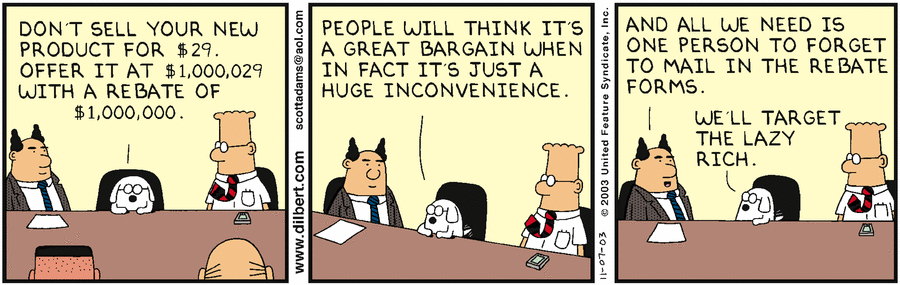 DON'T SELL YOUR NEW
PRODUCT FOR $29.
OFFER IT AT $1,000,029
WITH A REBATE OF
$1,000,000.
scottadams@aol.com
www.dilbert.com
PEOPLE WILL THINK IT'S
A GREAT BARGAIN WHEN
IN FACT IT'S JUST A
HUGE INCONVENIENCE.
11-07-03 © 2003 United Feature Syndicate, Inc.
AND ALL WE NEED IS
ONE PERSON TO FORGET
TO MAIL IN THE REBATE
FORMS.
WE'LL TARGET
THE LAZY
RICH.